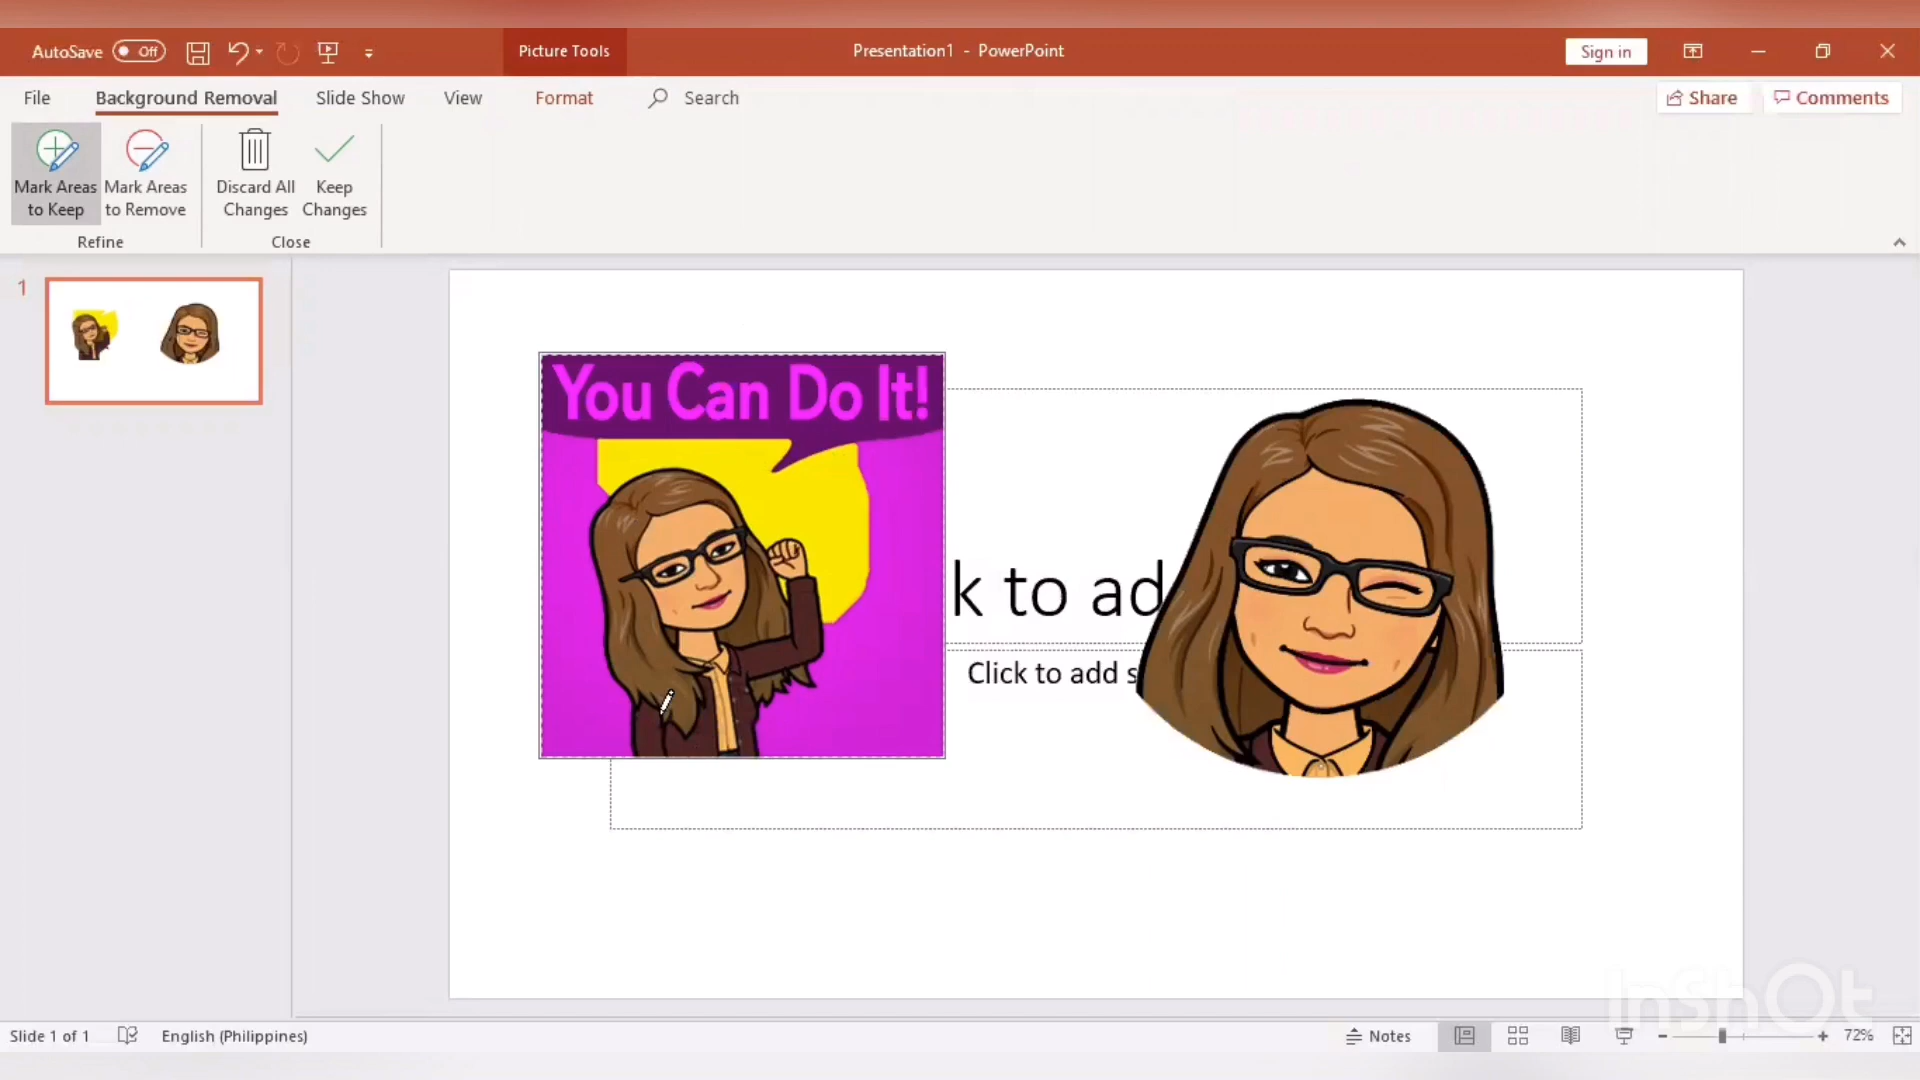 AutoSave Off
Picture Tools
Presentation1 - PowerPoint
Sign in
File
Background Removal
Slide Show
View
Format
Search
Share
Comments
Mark Areas to Keep
Mark Areas to Remove
Discard All Changes
Keep Changes
Refine
Close
1
You Can Do It!
k to ad
Click to add s
InShOt
Slide 1 of 1
English (Philippines)
Notes
72%